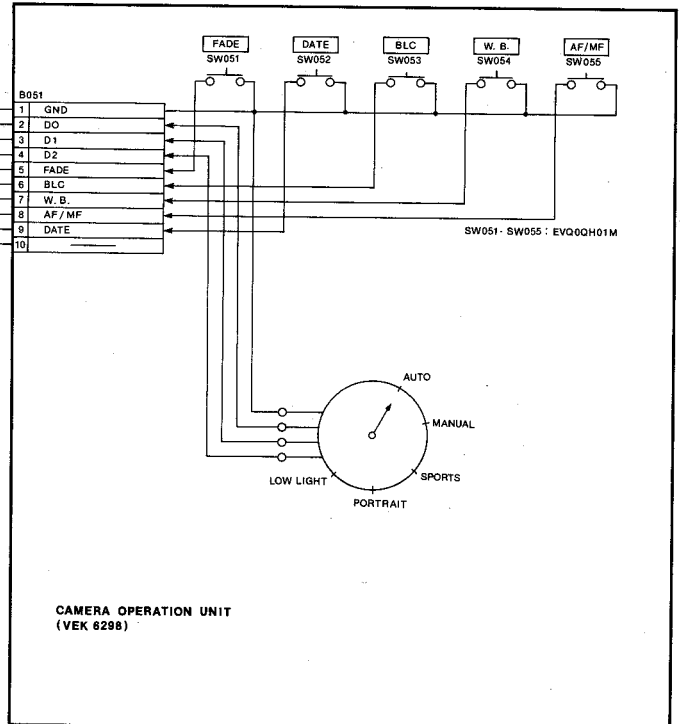 FADE DATE BLC W. B. AF/MF
SW051 SW052 SW053 SW054 SW055
B051
1 GND
2 DO
3 D1
4 D2
5 FADE
6 BLC
7 W. B.
8 AF/MF
9 DATE
10
SW051- SW055 : EVQ0QH01M
AUTO
MANUAL
SPORTS
LOW LIGHT
PORTRAIT
CAMERA OPERATION UNIT
(VEK 6298)